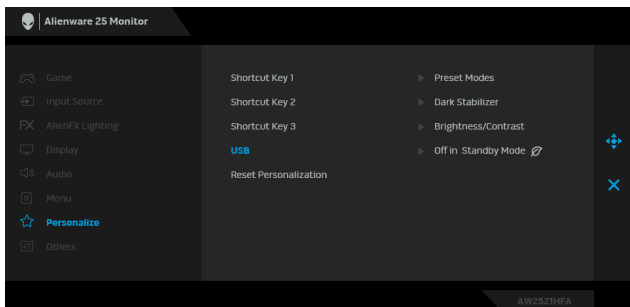 Alienware 25 Monitor
Game
Input Source
AlienFX Lighting
Display
Audio
Menu
Personalize
Others
Shortcut Key 1
Preset Modes
Shortcut Key 2
Dark Stabilizer
Shortcut Key 3
Brightness/Contrast
USB
Off in Standby Mode
Reset Personalization
AW2521HFA